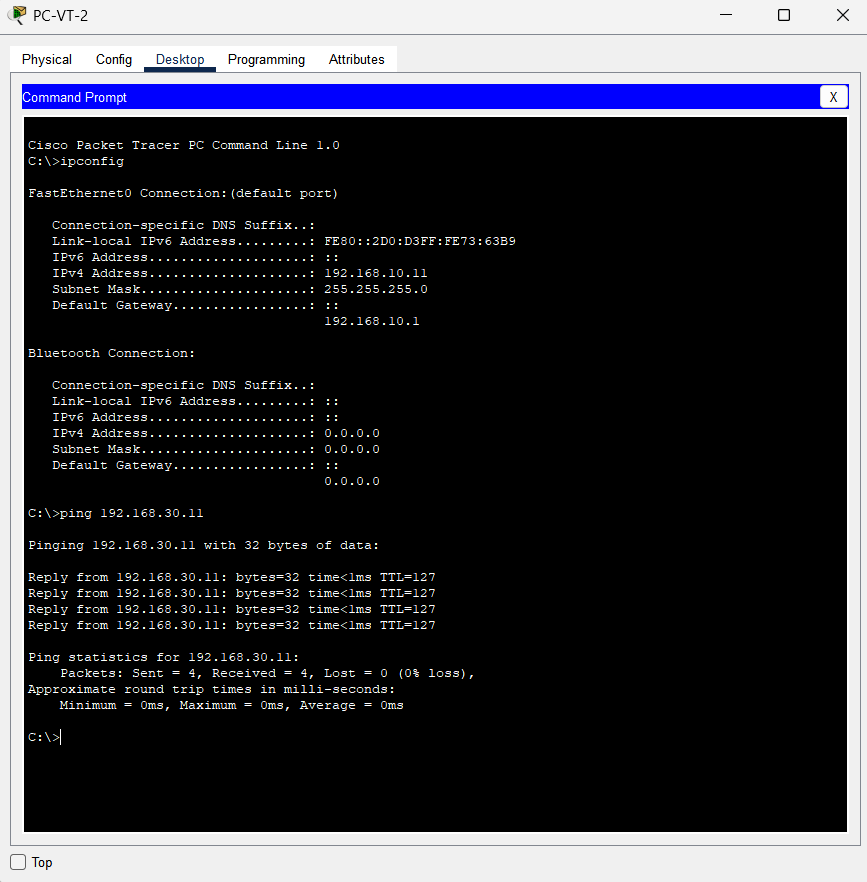 PC-VT-2
Physical Config Desktop Programming Attributes
Command Prompt X
Cisco Packet Tracer PC Command Line 1.0
C:\>ipconfig
FastEthernet0 Connection:(default port)
Connection-specific DNS Suffix..:
Link-local IPv6 Address.........: FE80::2D0:D3FF:FE73:63B9
IPv6 Address....................: ::
IPv4 Address....................: 192.168.10.11
Subnet Mask.....................: 255.255.255.0
Default Gateway.................: ::
192.168.10.1
Bluetooth Connection:
Connection-specific DNS Suffix..:
Link-local IPv6 Address.........: ::
IPv6 Address....................: ::
IPv4 Address....................: 0.0.0.0
Subnet Mask.....................: 0.0.0.0
Default Gateway.................: ::
0.0.0.0
C:\>ping 192.168.30.11
Pinging 192.168.30.11 with 32 bytes of data:
Reply from 192.168.30.11: bytes=32 time<1ms TTL=127
Reply from 192.168.30.11: bytes=32 time<1ms TTL=127
Reply from 192.168.30.11: bytes=32 time<1ms TTL=127
Reply from 192.168.30.11: bytes=32 time<1ms TTL=127
Ping statistics for 192.168.30.11:
Packets: Sent = 4, Received = 4, Lost = 0 (0% loss),
Approximate round trip times in milli-seconds:
Minimum = 0ms, Maximum = 0ms, Average = 0ms
C:\>
Top